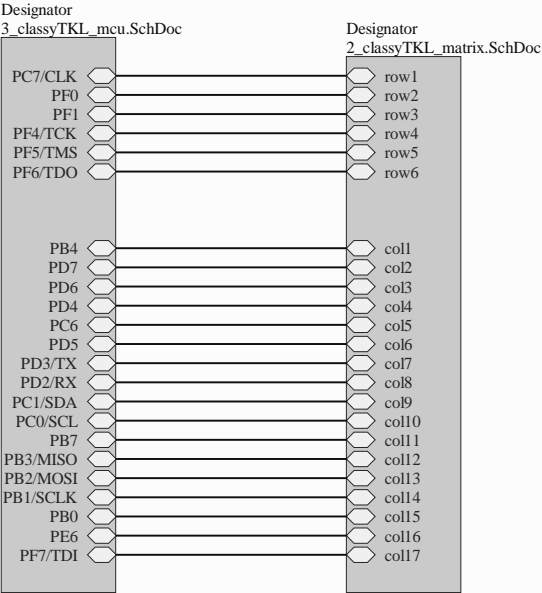 Designator
3_classyTKL_mcu.SchDoc
Designator
2_classyTKL_matrix.SchDoc
PC7/CLK row1
PF0 row2
PF1 row3
PF4/TCK row4
PF5/TMS row5
PF6/TDO row6
PB4 col1
PD7 col2
PD6 col3
PD4 col4
PC6 col5
PD5 col6
PD3/TX col7
PD2/RX col8
PC1/SDA col9
PC0/SCL col10
PB7 col11
PB3/MISO col12
PB2/MOSI col13
PB1/SCLK col14
PB0 col15
PE6 col16
PF7/TDI col17